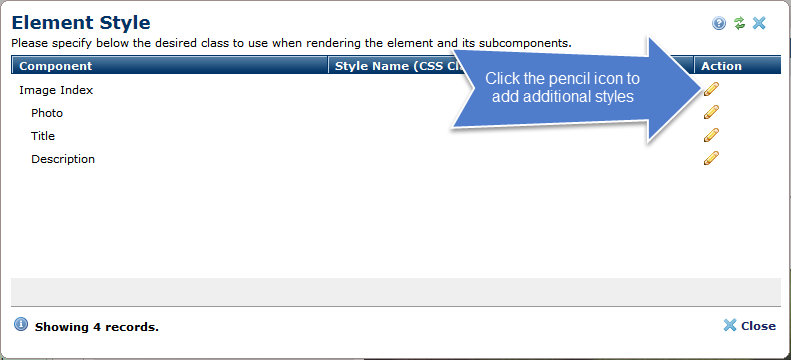 Element Style
Please specify below the desired class to use when rendering the element and its subcomponents.
Component Style Name (CSS Action
Click the pencil icon to
add additional styles
Image Index
Photo
Title
Description
Showing 4 records.
Close